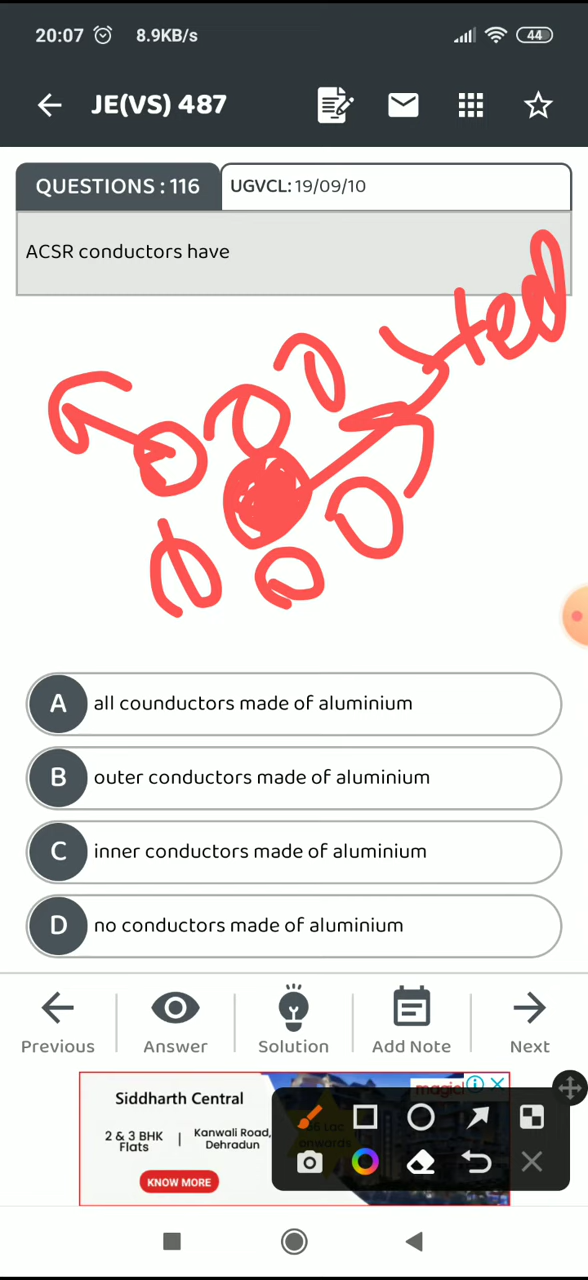 20:07 8.9KB/s 44
JE(VS) 487
QUESTIONS : 116 UGVCL: 19/09/10
ACSR conductors have
A all counductors made of aluminium
B outer conductors made of aluminium
C inner conductors made of aluminium
D no conductors made of aluminium
Previous Answer Solution Add Note Next
Siddharth Central
2 & 3 BHK Flats | Kanwali Road, Dehradun
KNOW MORE